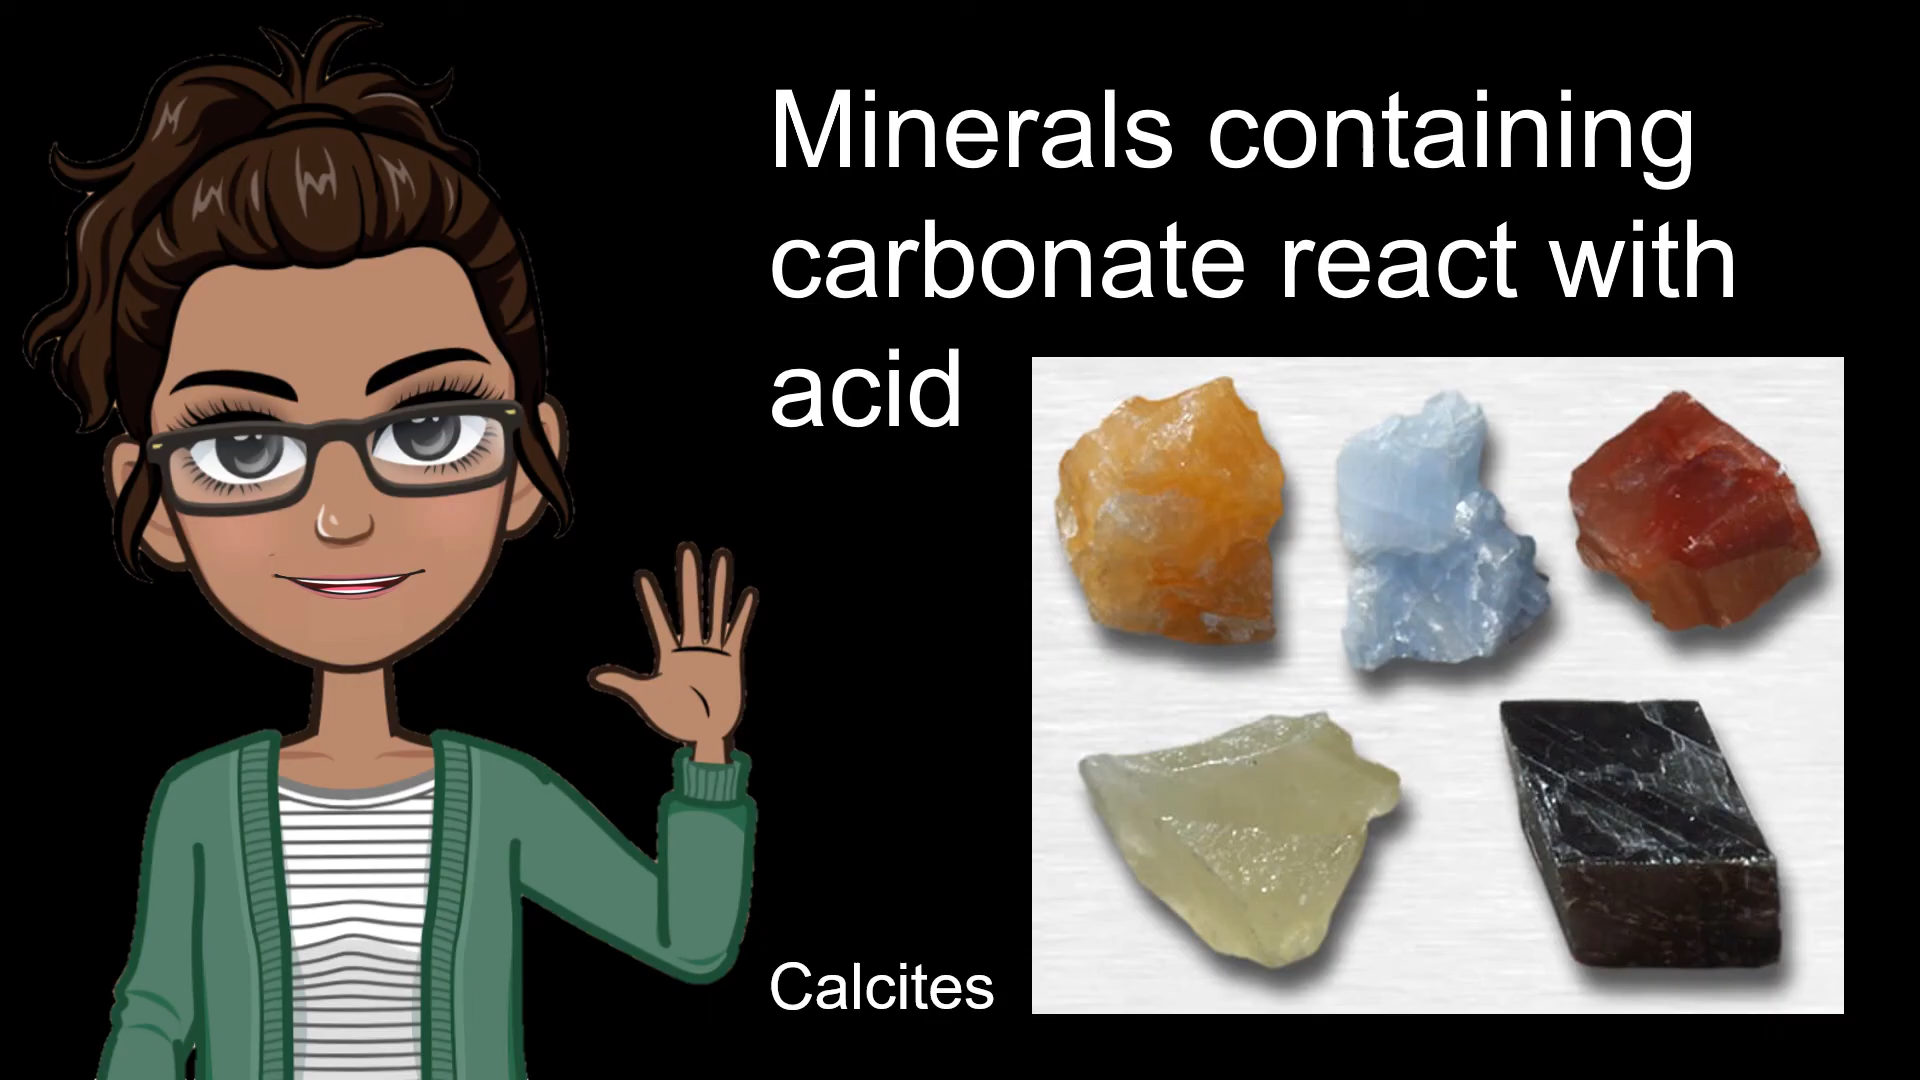 Minerals containing
carbonate react with
acid
Calcites